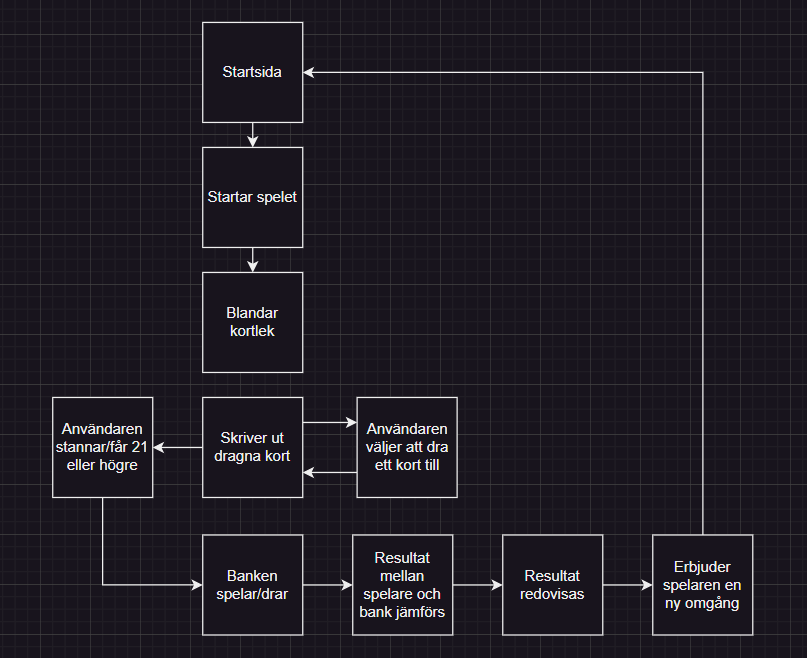 Startsida
Startar spelet
Blandar
kortlek
Användaren
stannar/får 21
eller högre
Skriver ut
dragna kort
Användaren
väljer att dra
ett kort till
Banken
spelar/drar
Resultat
mellan
spelare och
bank jämförs
Resultat
redovisas
Erbjuder
spelaren en
ny omgång